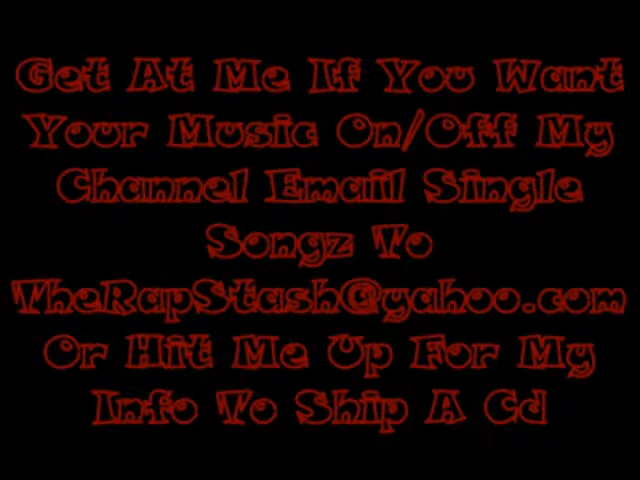 Get At Me If You Want
Your Music On/Off My
Channel Email Single
Songz To
TheRapStash@yahoo.com
Or Hit Me Up For My
Info To Ship A Cd